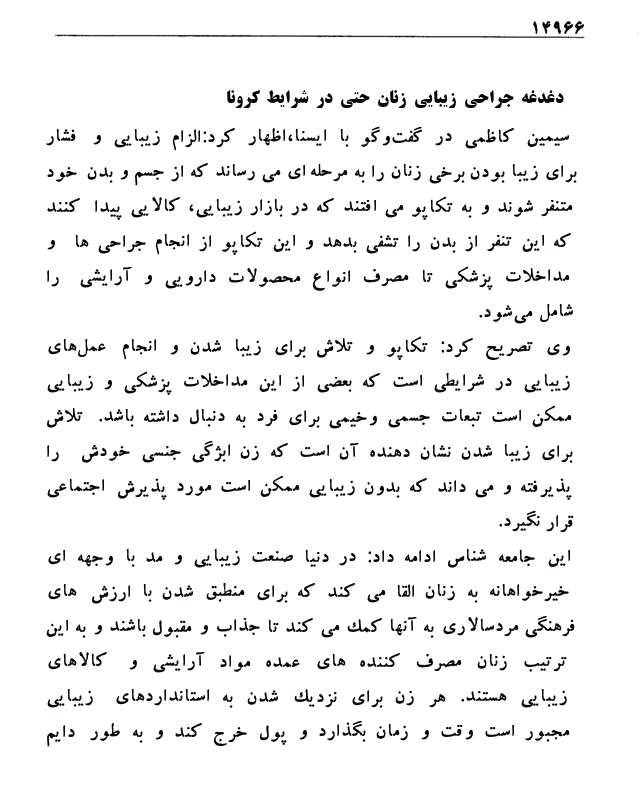 ۱۴۹۶۶
دغدغه جراحی زیبایی زنان حتی در شرایط کرونا
سیمین کاظمی در گفت‌وگو با ایسنا،اظهار کرد:الزام زیبایی و فشار
برای زیبا بودن برخی زنان را به مرحله‌ای می رساند که از جسم و بدن خود
متنفر شوند و به تکاپو می افتند که در بازار زیبایی، کالایی پیدا کنند
که این تنفر از بدن را تشفی بدهد و این تکاپو از انجام جراحی ها و
مداخلات پزشکی تا مصرف انواع محصولات دارویی و آرایشی را
شامل می‌شود.
وی تصریح کرد: تکاپو و تلاش برای زیبا شدن و انجام عمل‌های
زیبایی در شرایطی است که بعضی از این مداخلات پزشکی و زیبایی
ممکن است تبعات جسمی وخیمی برای فرد به دنبال داشته باشد. تلاش
برای زیبا شدن نشان دهنده آن است که زن ابژگی جنسی خودش را
پذیرفته و می داند که بدون زیبایی ممکن است مورد پذیرش اجتماعی
قرار نگیرد.
این جامعه شناس ادامه داد: در دنیا صنعت زیبایی و مد با وجهه ای
خیرخواهانه به زنان القا می کند که برای منطبق شدن با ارزش های
فرهنگی مردسالاری به آنها کمك می کند تا جذاب و مقبول باشند و به این
ترتیب زنان مصرف کننده های عمده مواد آرایشی و کالاهای
زیبایی هستند. هر زن برای نزدیك شدن به استانداردهای زیبایی
مجبور است وقت و زمان بگذارد و پول خرج کند و به طور دایم